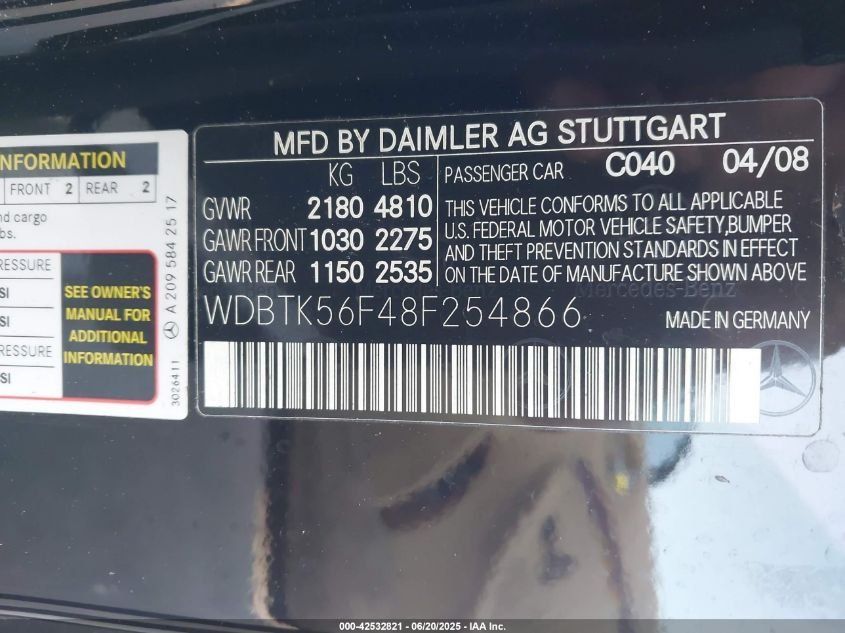 NFORMATION
FRONT 2 REAR 2
nd cargo
bs.
RESSURE
SI
SI
RESSURE
SI
SEE OWNER'S
MANUAL FOR
ADDITIONAL
INFORMATION
A 209 584 25 17
3026411
MFD BY DAIMLER AG STUTTGART
KG LBS
GVWR 2180 4810
GAWR FRONT 1030 2275
GAWR REAR 1150 2535
PASSENGER CAR C040 04/08
THIS VEHICLE CONFORMS TO ALL APPLICABLE
U.S. FEDERAL MOTOR VEHICLE SAFETY,BUMPER
AND THEFT PREVENTION STANDARDS IN EFFECT
ON THE DATE OF MANUFACTURE SHOWN ABOVE
Mercedes-Benz
WDBTK56F48F254866
MADE IN GERMANY
000-42532821 - 06/20/2025 - IAA Inc.